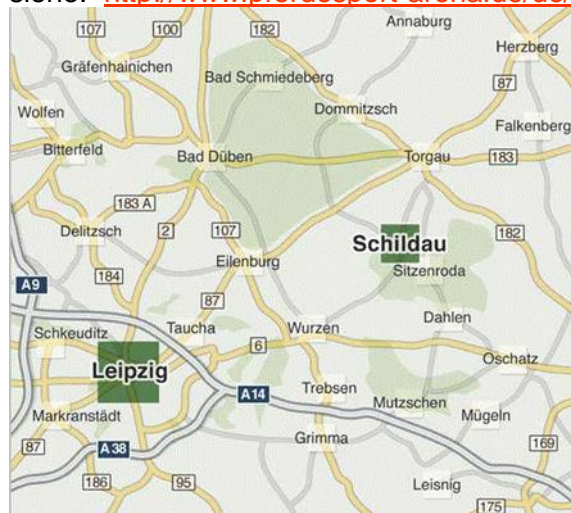 siehe: http://www.pferdesport-arena.de/de/
Annaburg
107
100
182
Herzberg
Gräfenhainichen
Bad Schmiedeberg
87
Wolfen
Dommitzsch
Falkenberg
Bitterfeld
Bad Düben
Torgau
183
183 A
Delitzsch
2
107
Schildau
182
Eilenburg
Sitzenroda
184
A9
87
Schkeuditz
Taucha
Wurzen
Dahlen
6
Leipzig
Oschatz
A14
Trebsen
Mutzschen
Mügeln
Markranstädt
87
A 38
Grimma
169
186
95
Leisnig
175